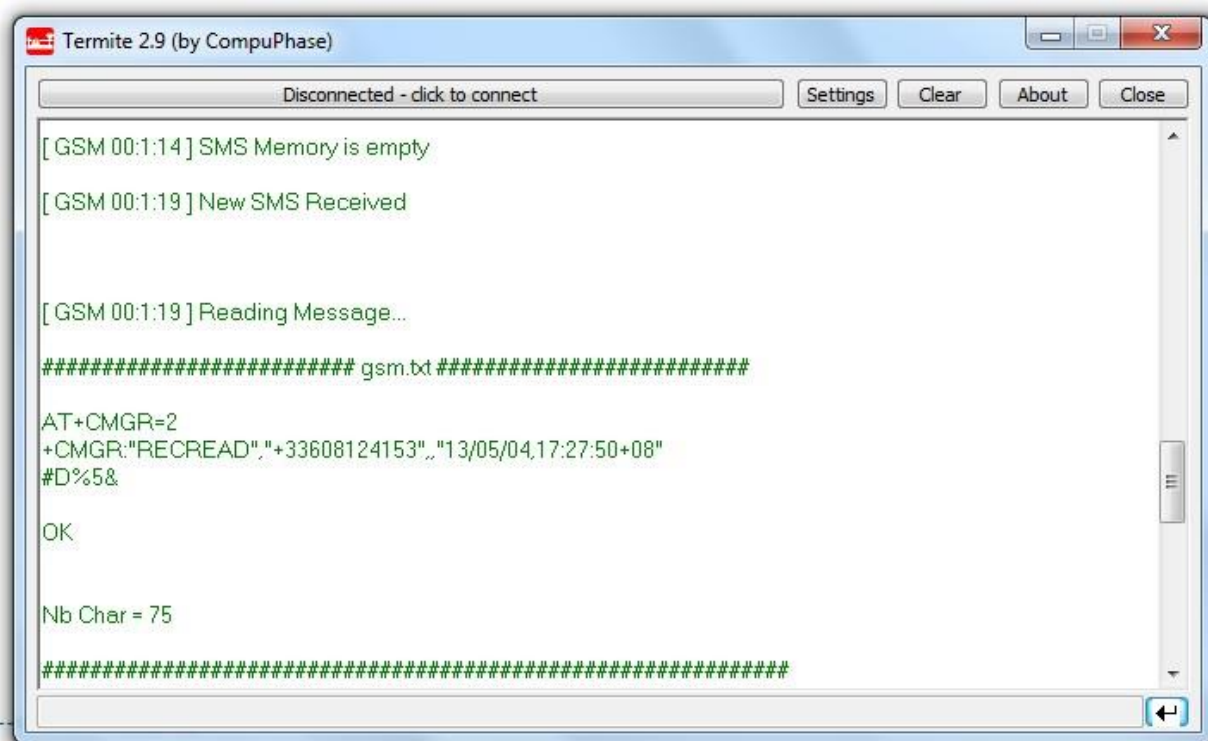 Termite 2.9 (by CompuPhase)
Disconnected - click to connect Settings Clear About Close
[ GSM 00:1:14 ] SMS Memory is empty
[ GSM 00:1:19 ] New SMS Received
[ GSM 00:1:19 ] Reading Message...
########################## gsm.txt ##########################
AT+CMGR=2
+CMGR:"RECREAD","+33608124153",,"13/05/04,17:27:50+08"
#D%5&
OK
Nb Char = 75
##############################################################